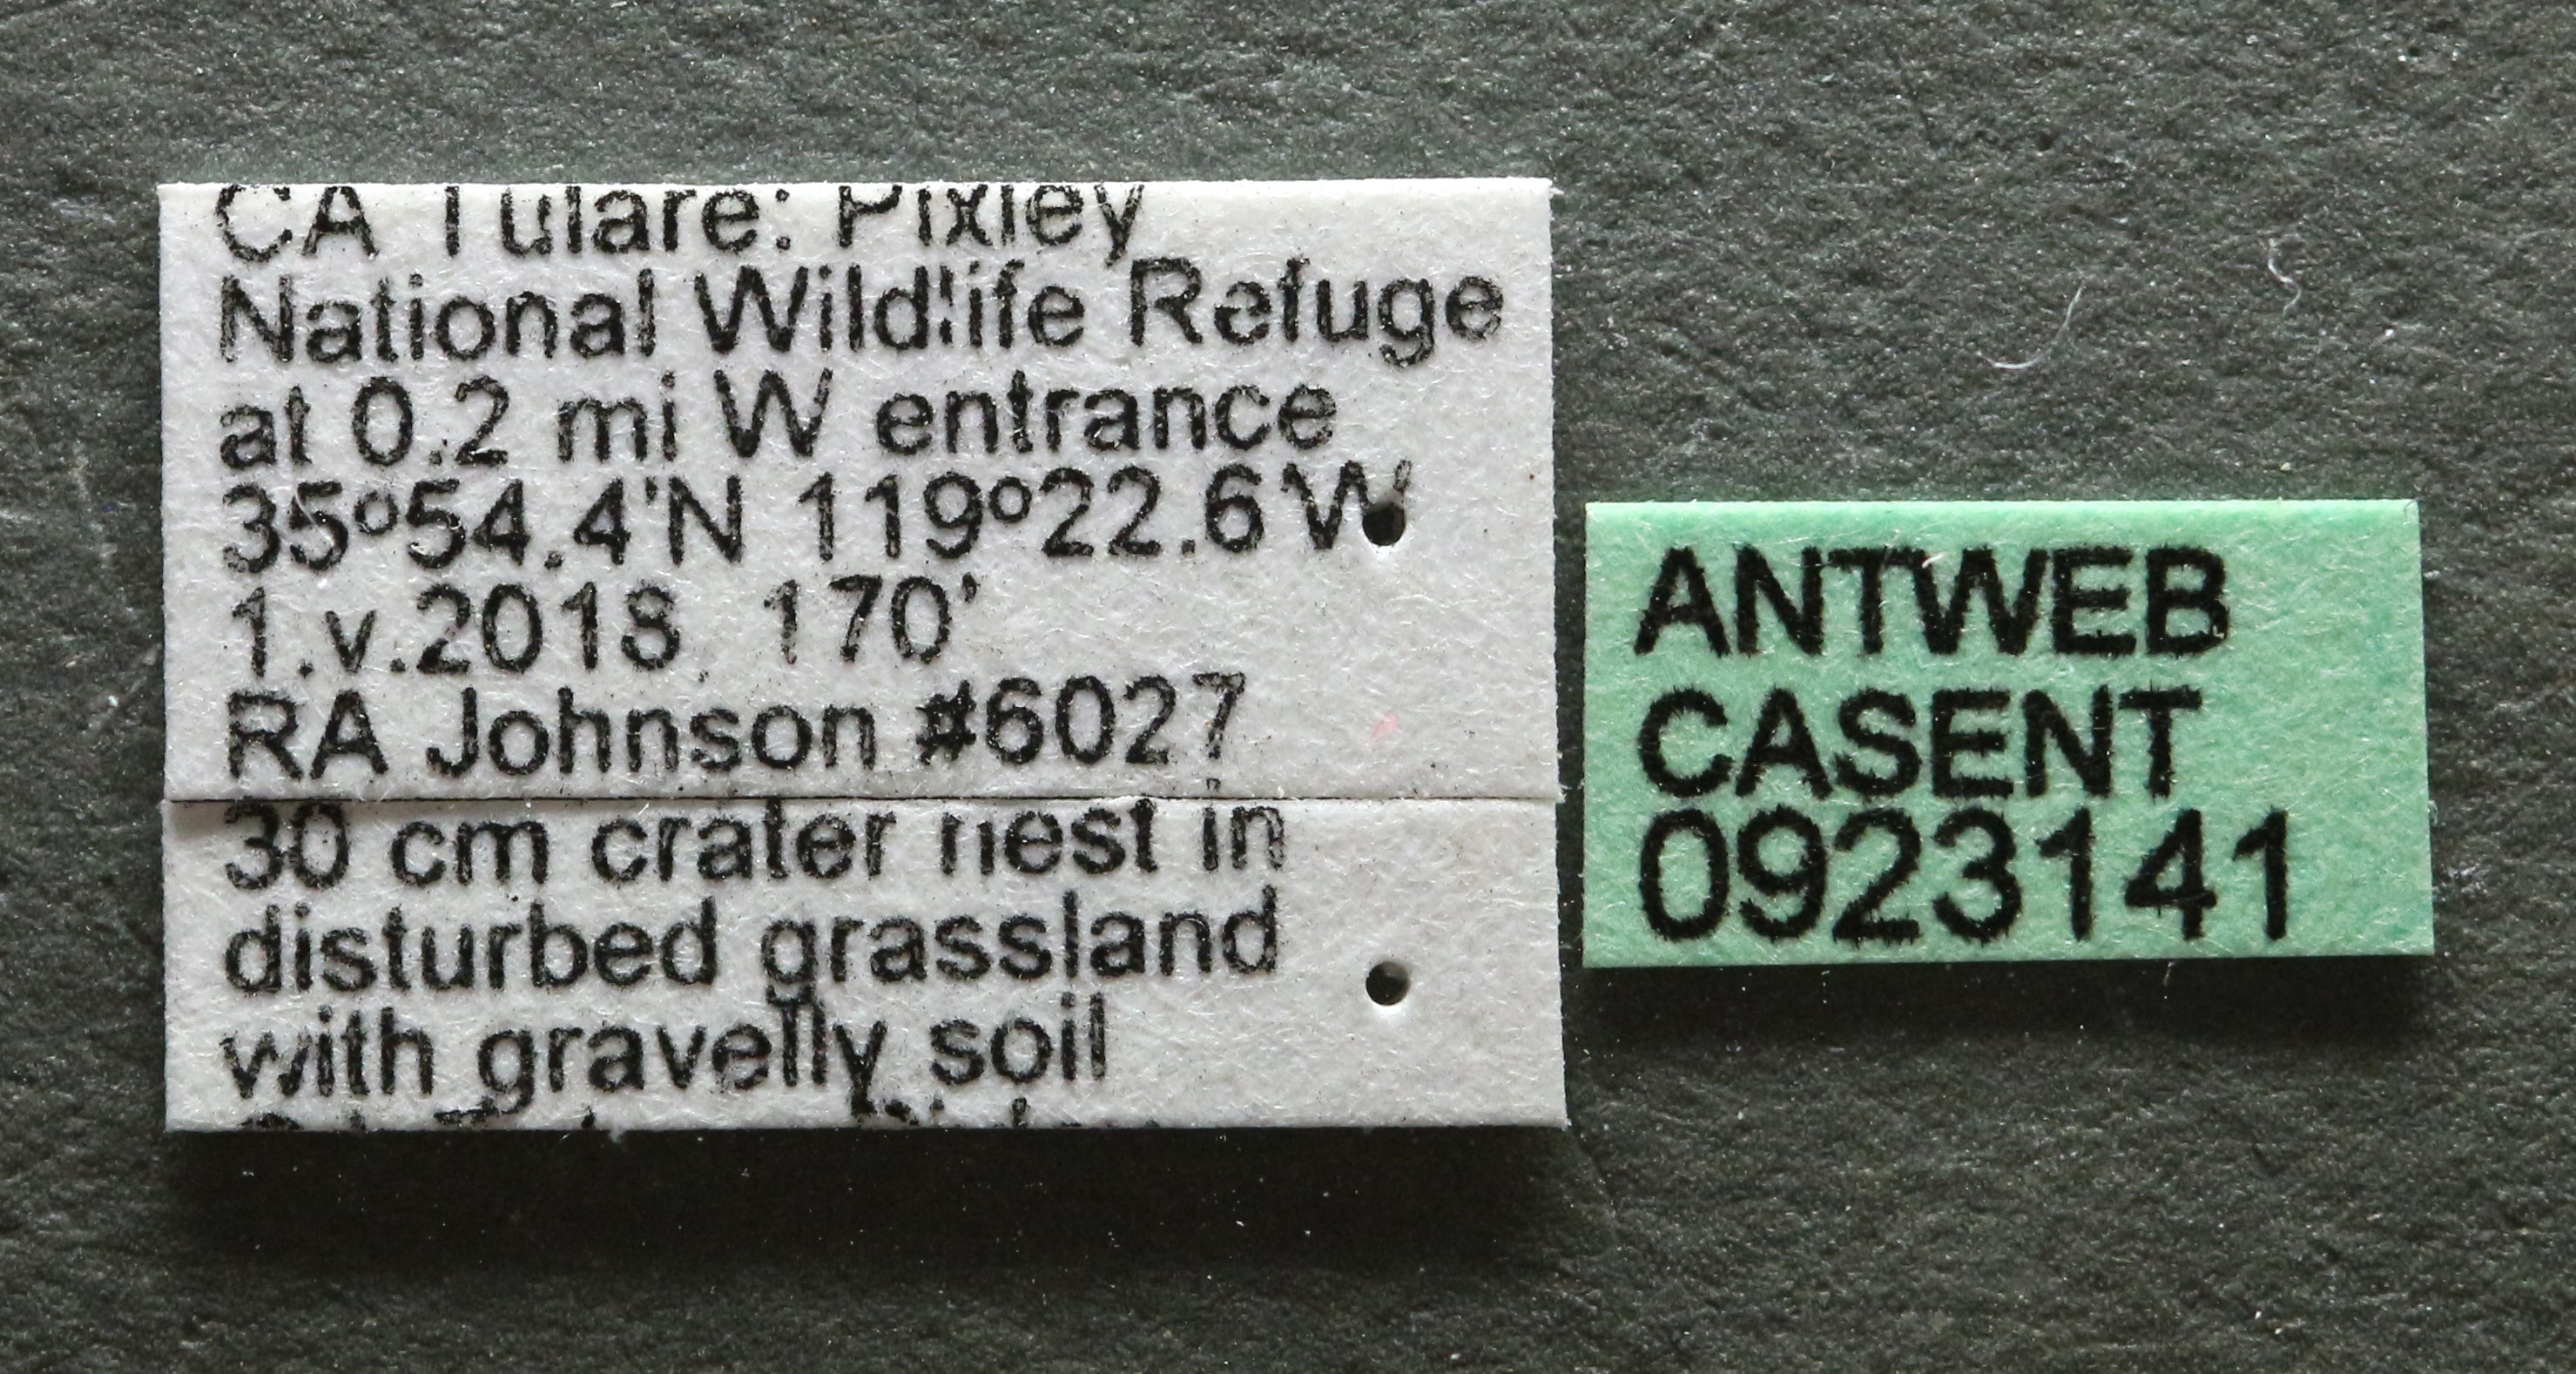 CA Tulare: Pixley
National Wildlife Refuge
at 0.2 mi W entrance
35°54.4'N 119°22.6'W
1.v.2018 170'
RA Johnson #6027
30 cm crater nest in
disturbed grassland
with gravelly soil
ANTWEB
CASENT
0923141